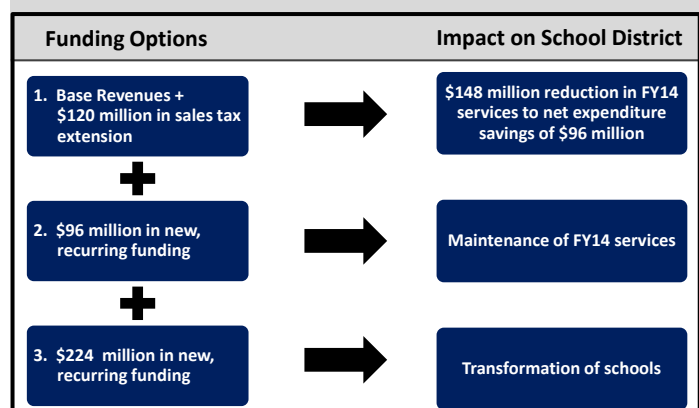 Funding Options
Impact on School District
1. Base Revenues +
$120 million in sales tax
extension
$148 million reduction in FY14
services to net expenditure
savings of $96 million
2. $96 million in new,
recurring funding
Maintenance of FY14 services
3. $224 million in new,
recurring funding
Transformation of schools